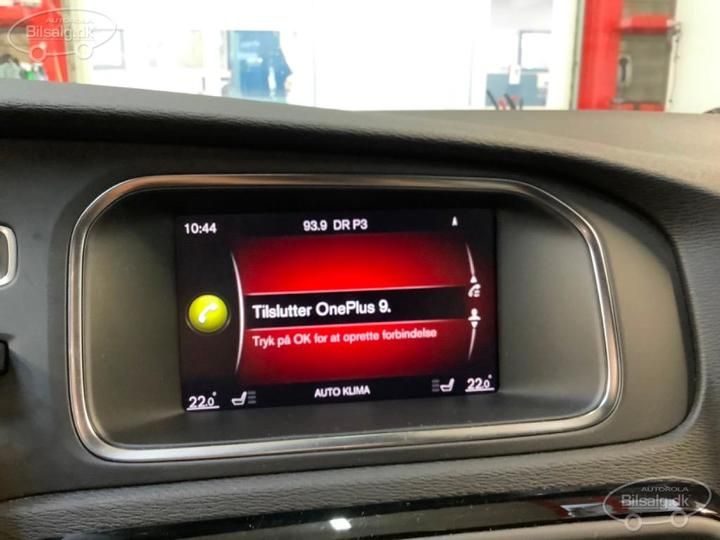 AUTOROLA
Bilsalg.dk
10:44
93.9 DR P3
Tilslutter OnePlus 9.
Tryk på OK for at oprette forbindelse
22.0°
AUTO KLIMA
22.0°
AUTOROLA
Bilsalg.dk